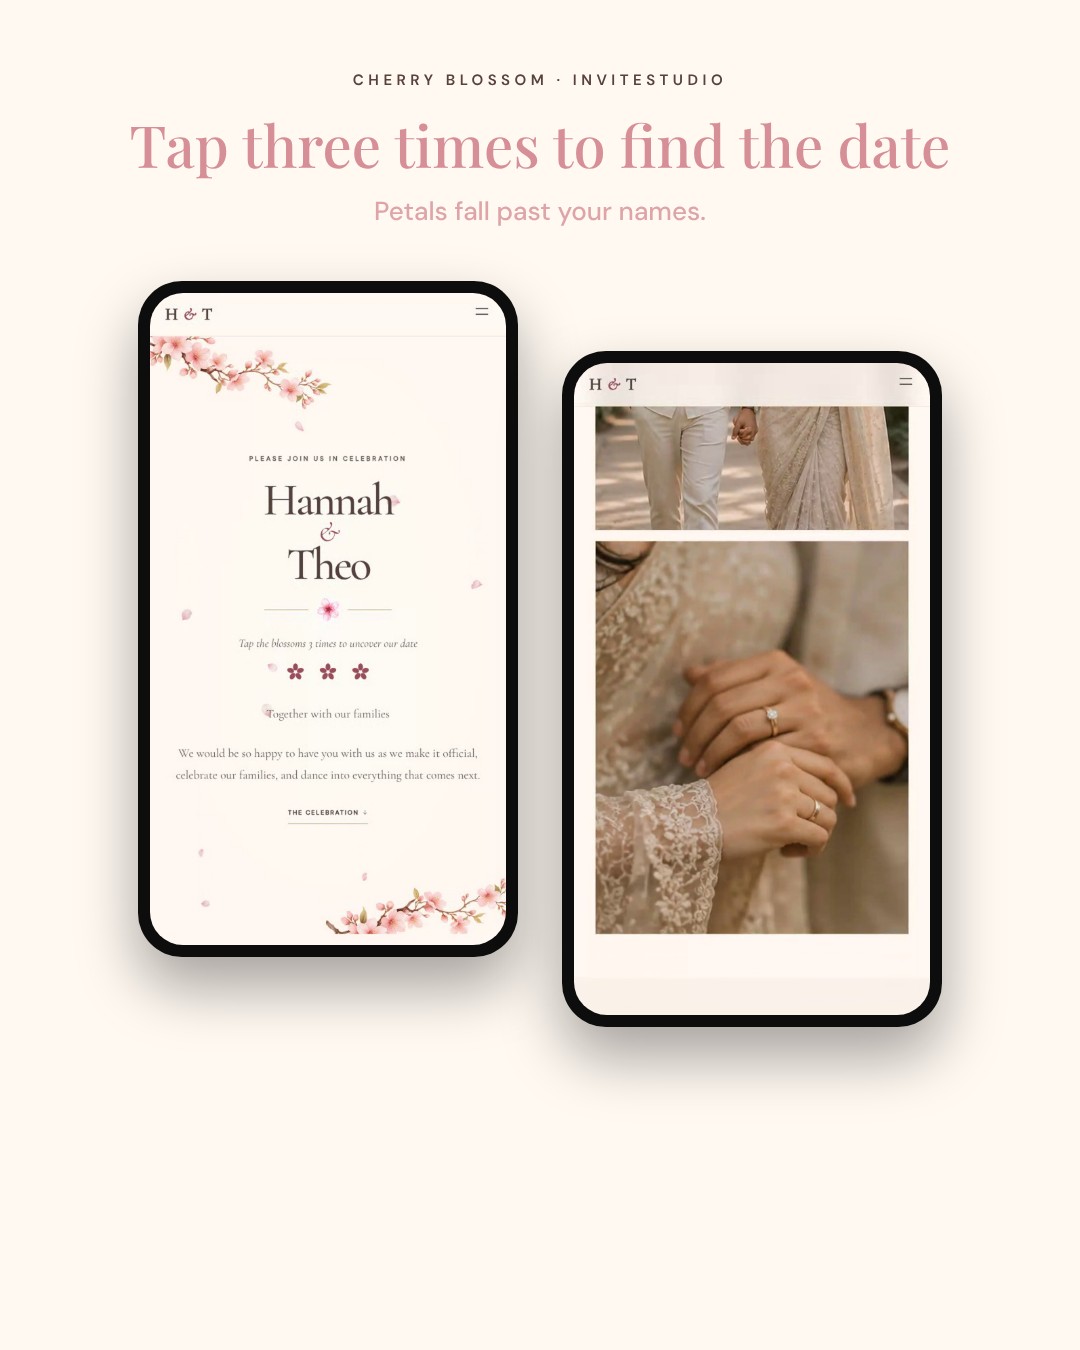 CHERRY BLOSSOM · INVITESTUDIO
Tap three times to find the date
Petals fall past your names.
H & T
PLEASE JOIN US IN CELEBRATION
Hannah
&
Theo
Tap the blossoms 3 times to uncover our date
Together with our families
We would be so happy to have you with us as we make it official,
celebrate our families, and dance into everything that comes next.
THE CELEBRATION ↓
H & T